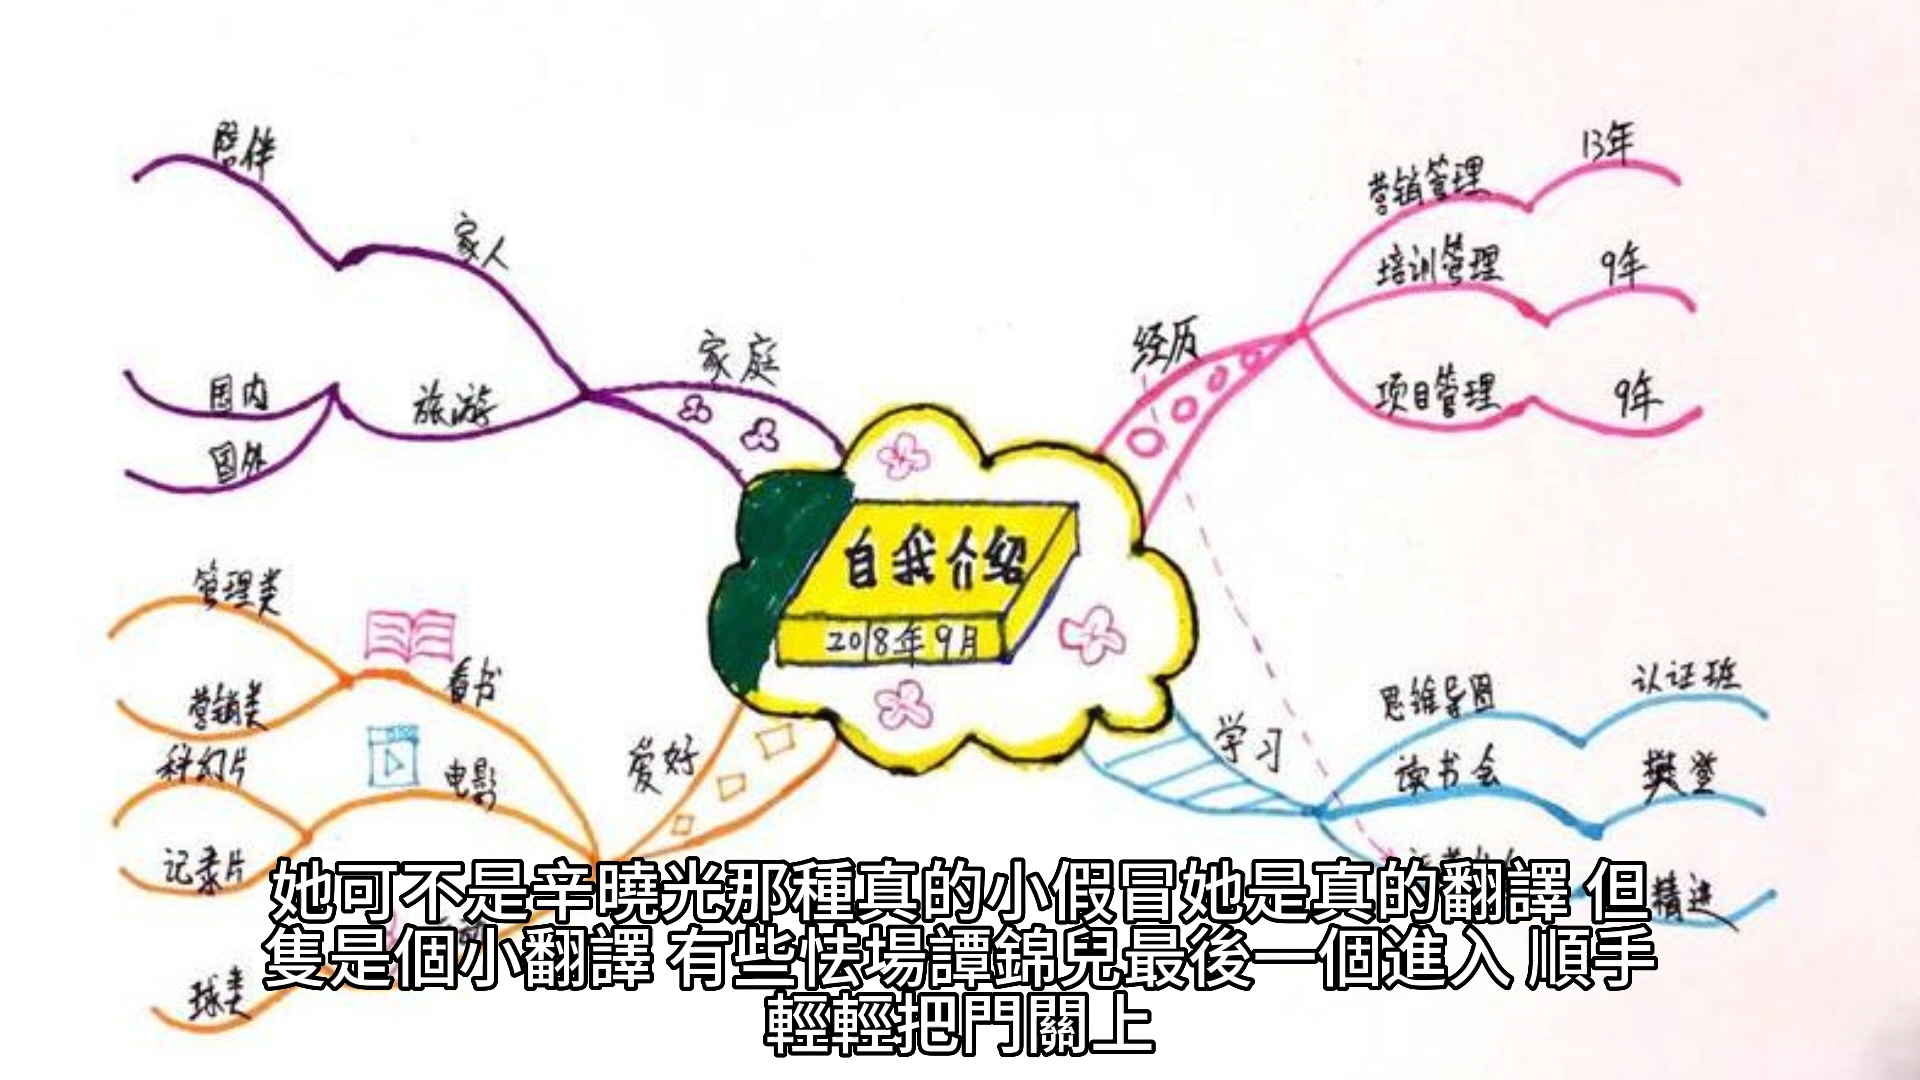 陪伴
家人
家庭
国内
旅游
国外
经历
营销管理
13年
培训管理
9年
项目管理
9年
自我介绍
2018年9月
管理类
看书
营销类
科幻片
电影
记录片
爱好
球类
学习
思维导图
认证班
读书会
樊登
精进
她可不是辛曉光那種真的小假冒她是真的翻譯 但
隻是個小翻譯 有些怯場譚錦兒最後一個進入 順手
輕輕把門關上